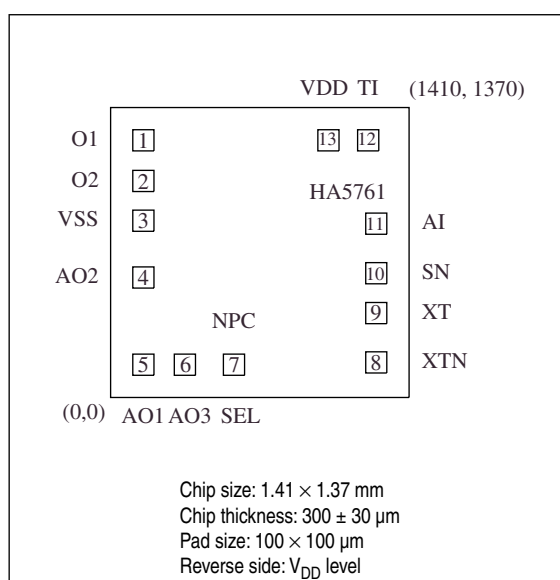 VDD TI (1410, 1370)
O1 1 13 12
O2 2
HA5761
VSS 3 11 AI
AO2 4 10 SN
9 XT
NPC
5 6 7 8 XTN
(0,0) AO1 AO3 SEL
Chip size: 1.41 × 1.37 mm
Chip thickness: 300 ± 30 µm
Pad size: 100 × 100 µm
Reverse side: VDD level